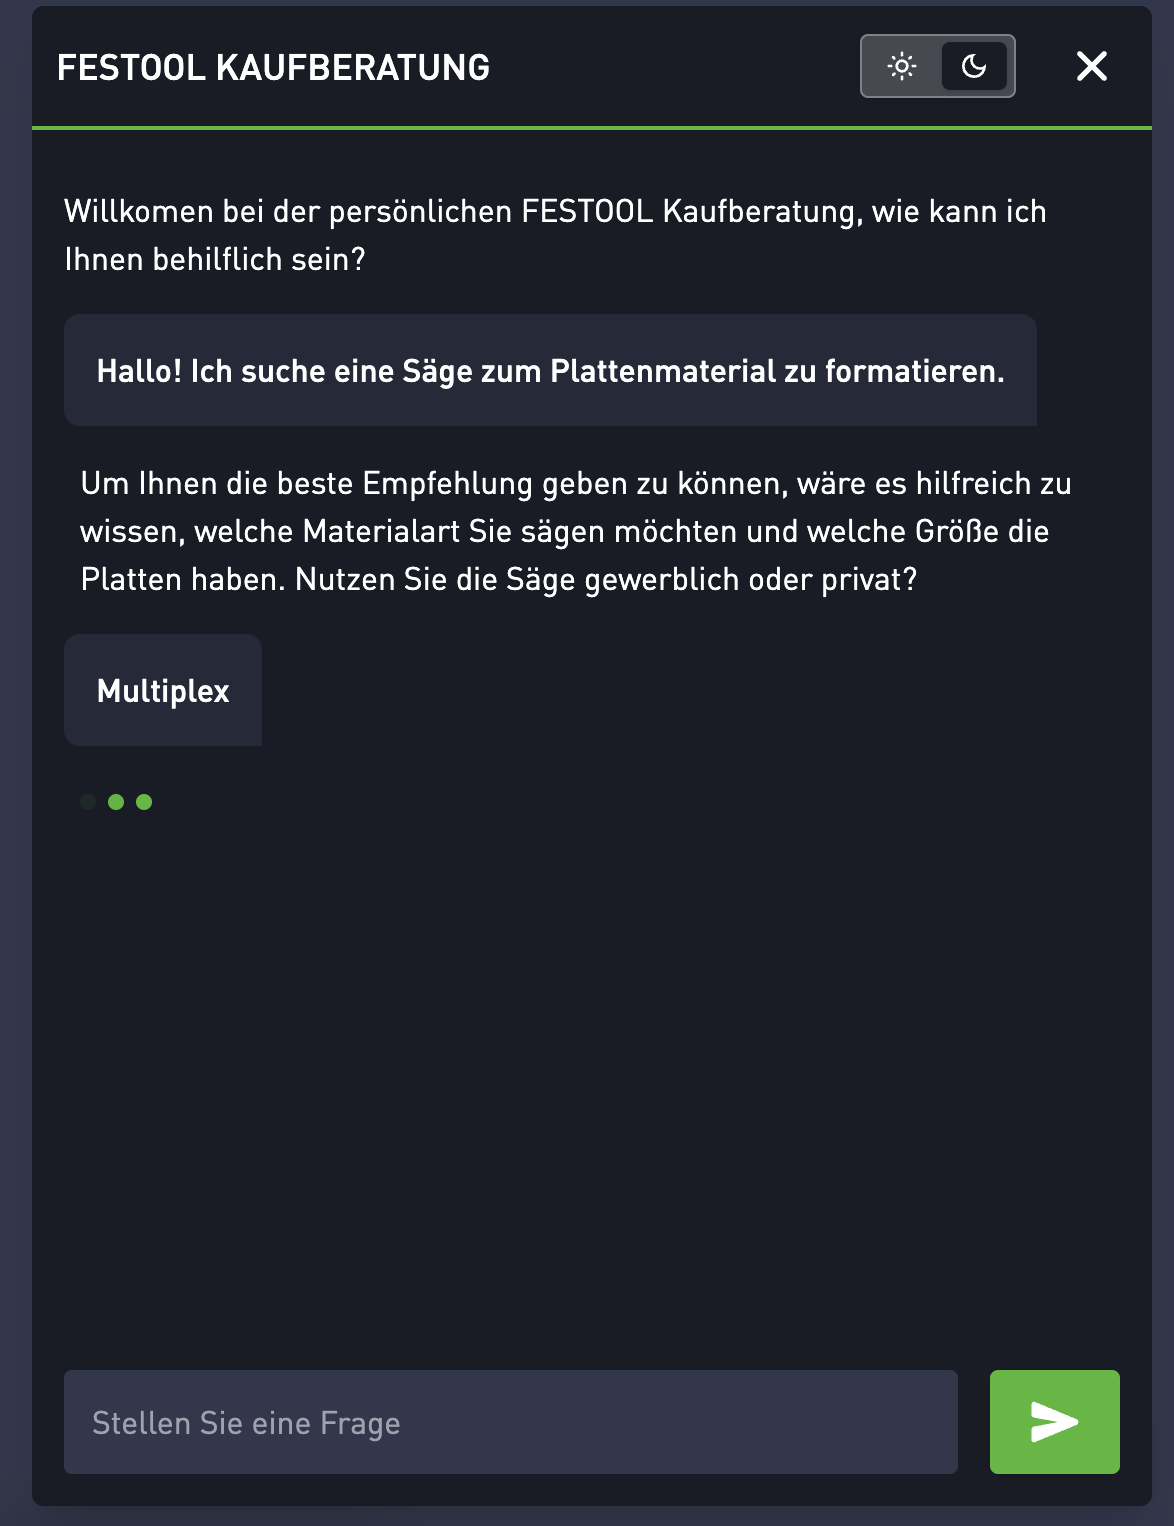 FESTOOL KAUFBERATUNG
Willkomen bei der persönlichen FESTOOL Kaufberatung, wie kann ich
Ihnen behilflich sein?
Hallo! Ich suche eine Säge zum Plattenmaterial zu formatieren.
Um Ihnen die beste Empfehlung geben zu können, wäre es hilfreich zu
wissen, welche Materialart Sie sägen möchten und welche Größe die
Platten haben. Nutzen Sie die Säge gewerblich oder privat?
Multiplex
Stellen Sie eine Frage